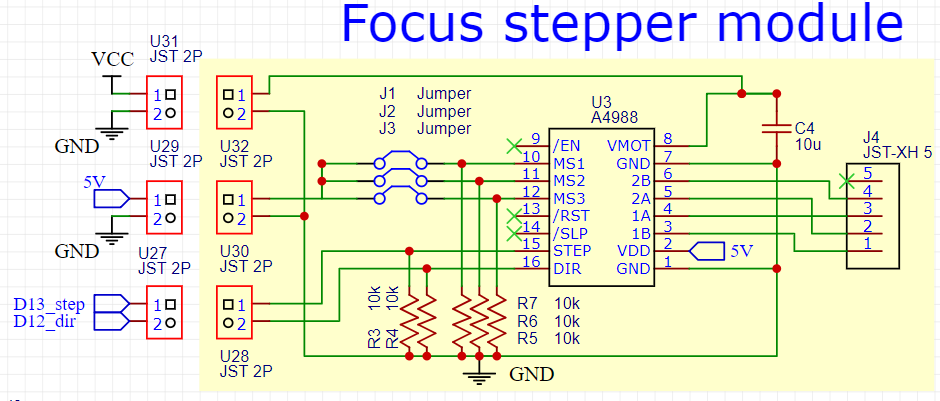 Focus stepper module
U31
JST 2P
VCC
1
2
1
2
GND
J1 Jumper
J2 Jumper
J3 Jumper
U3
A4988
C4
10u
J4
JST-XH 5
U29
JST 2P
U32
JST 2P
5V
1
2
1
2
GND
9 /EN VMOT 8
10 MS1 GND 7
11 MS2 2B 6
12 MS3 2A 5
13 /RST 1A 4
14 /SLP 1B 3
15 STEP VDD 2
16 DIR GND 1
5V
5
4
3
2
1
U27
JST 2P
U30
JST 2P
D13_step
D12_dir
1
2
1
2
U28
JST 2P
R3 10k
R4 10k
R7 10k
R6 10k
R5 10k
GND